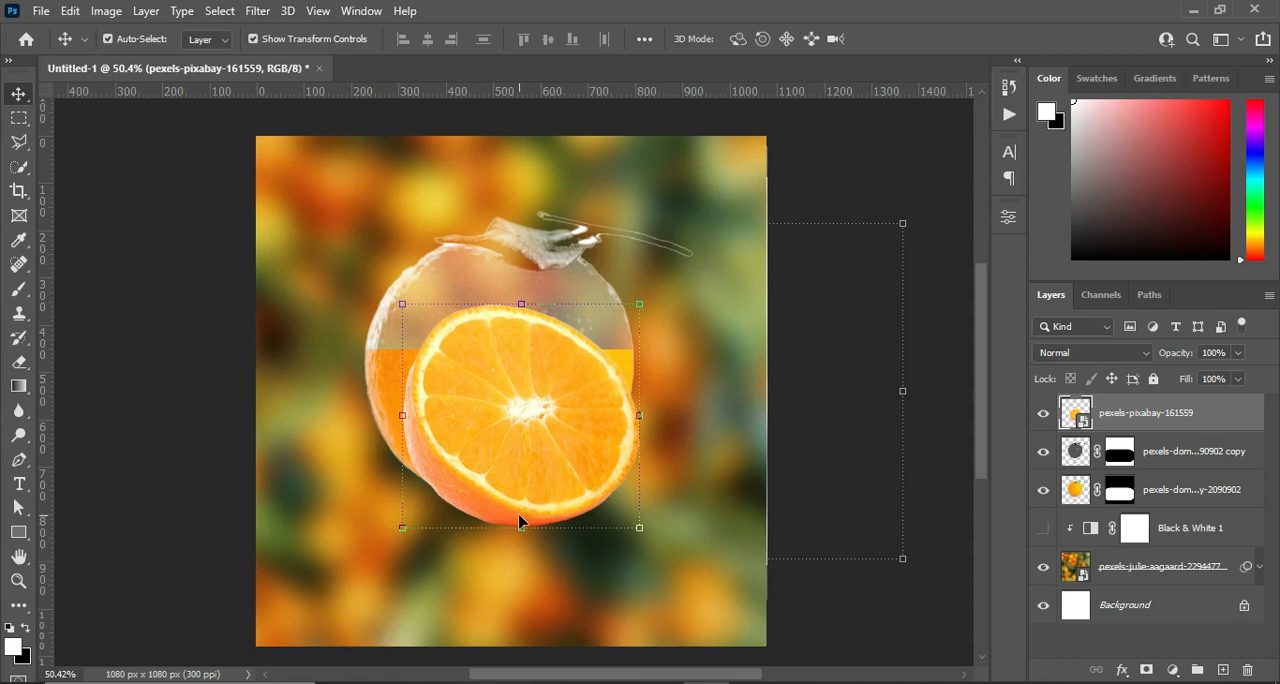 Ps File Edit Image Layer Type Select Filter 3D View Window Help
Auto-Select: Layer Show Transform Controls 3D Mode:
Untitled-1 @ 50.4% (pexels-pixabay-161559, RGB/8) * ×
400 300 200 100 0 100 200 300 400 500 600 700 800 900 1000 1100 1200 1300 1400
Color Swatches Gradients Patterns
Layers Channels Paths
Kind
Normal Opacity: 100%
Lock: Fill: 100%
pexels-pixabay-161559
pexels-dom...90902 copy
pexels-dom...y-2090902
Black & White 1
pexels-julie-aagaard-2294477...
Background
50.42% 1080 px x 1080 px (300 ppi)